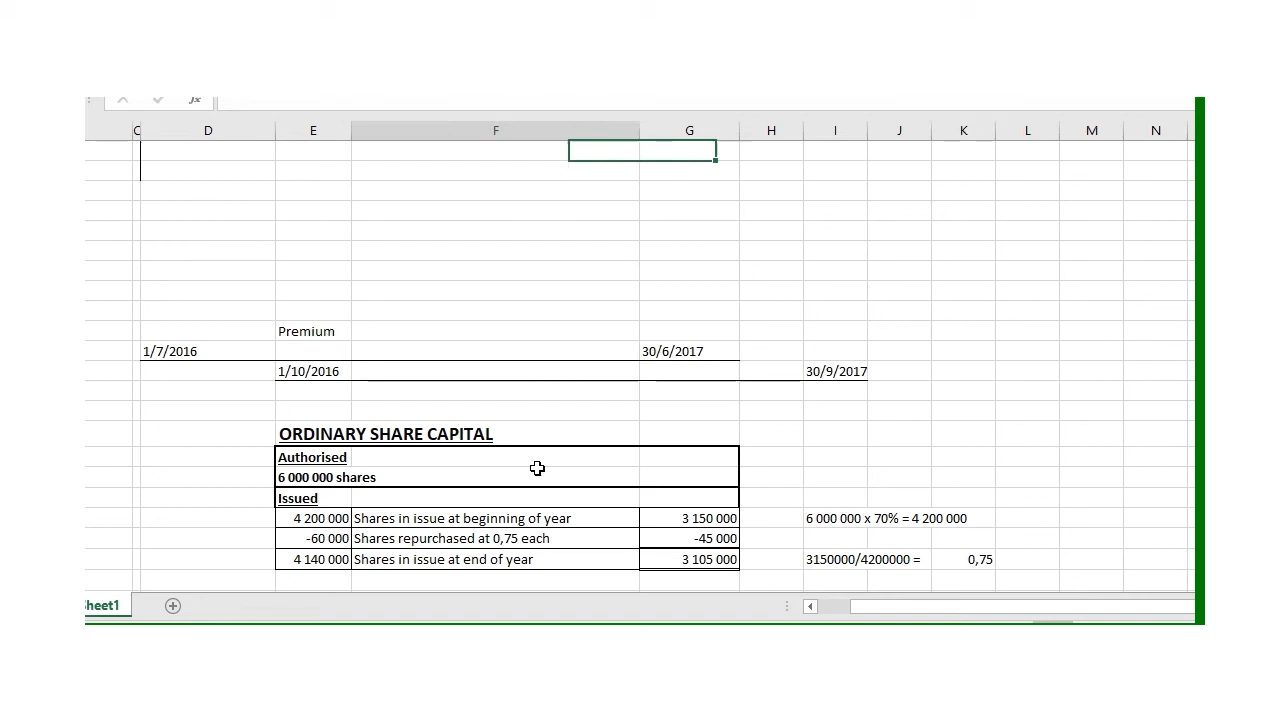 fx
C D E F G H I J K L M N
Premium
1/7/2016 30/6/2017
1/10/2016 30/9/2017
ORDINARY SHARE CAPITAL
Authorised
6 000 000 shares
Issued
4 200 000 Shares in issue at beginning of year 3 150 000 6 000 000 x 70% = 4 200 000
-60 000 Shares repurchased at 0,75 each -45 000
4 140 000 Shares in issue at end of year 3 105 000 3150000/4200000 = 0,75
heet1